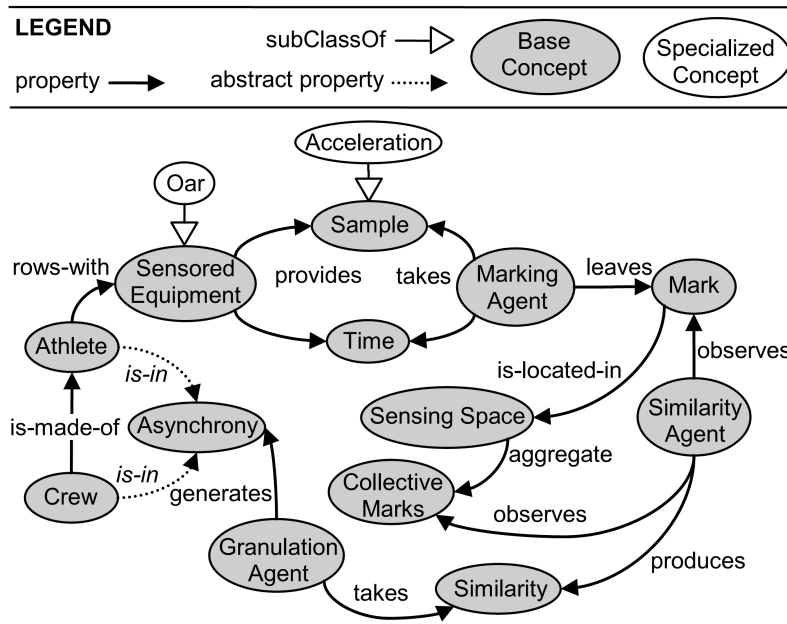 LEGEND
subClassOf
property
abstract property
Base
Concept
Specialized
Concept
Acceleration
Oar
Sample
rows-with
Sensored
Equipment
provides
takes
Marking
Agent
leaves
Mark
Time
Athlete
is-in
is-located-in
observes
is-made-of
Asynchrony
Sensing Space
Similarity
Agent
aggregate
Crew
is-in
generates
Collective
Marks
observes
Granulation
Agent
takes
Similarity
produces